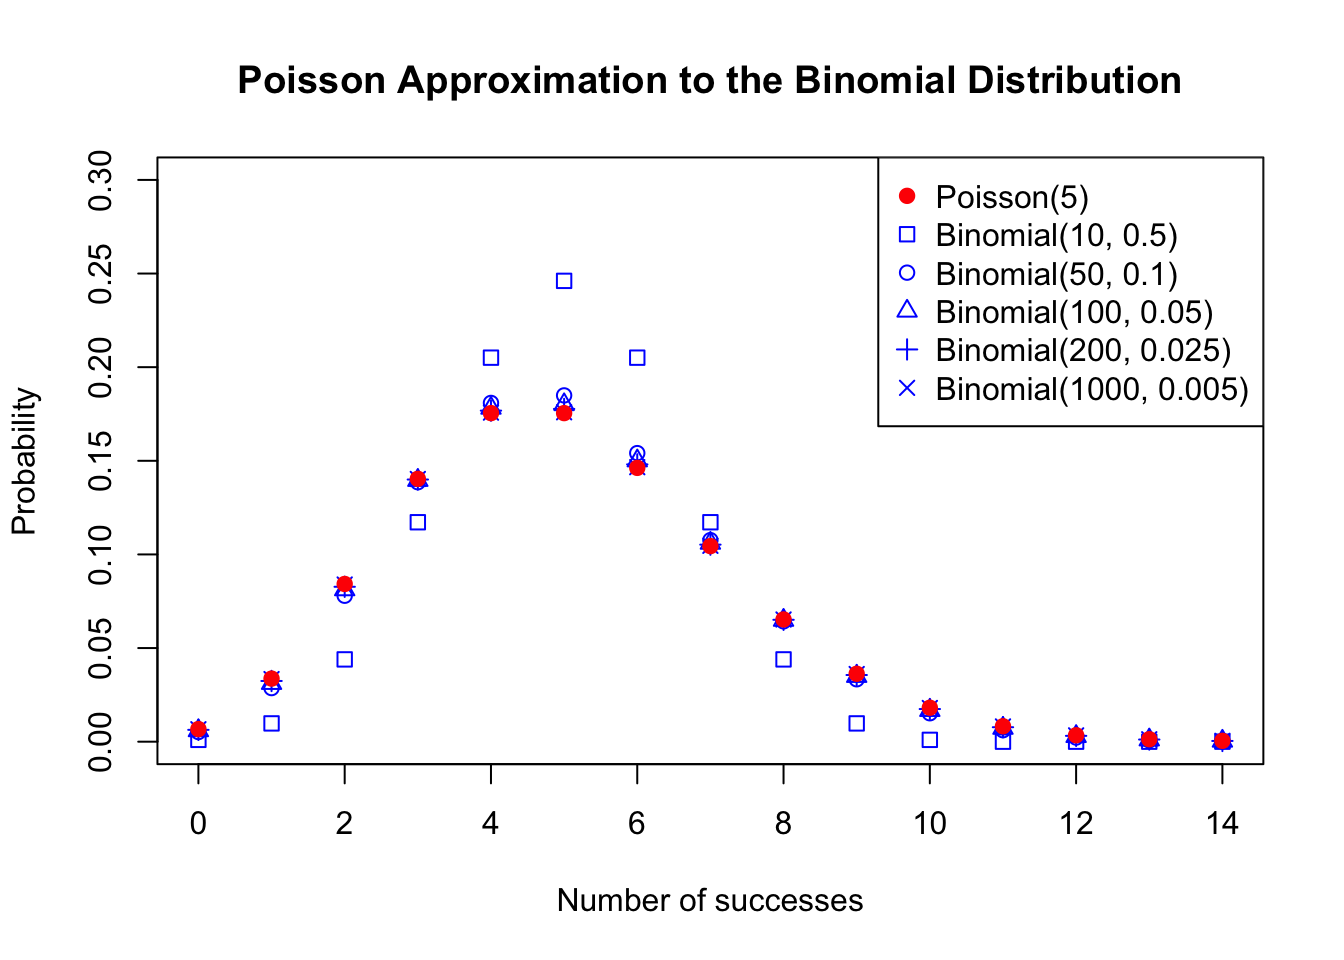 Poisson Approximation to the Binomial Distribution
Probability
0.30
0.25
0.20
0.15
0.10
0.05
0.00
Poisson(5)
Binomial(10, 0.5)
Binomial(50, 0.1)
Binomial(100, 0.05)
Binomial(200, 0.025)
Binomial(1000, 0.005)
0 2 4 6 8 10 12 14
Number of successes